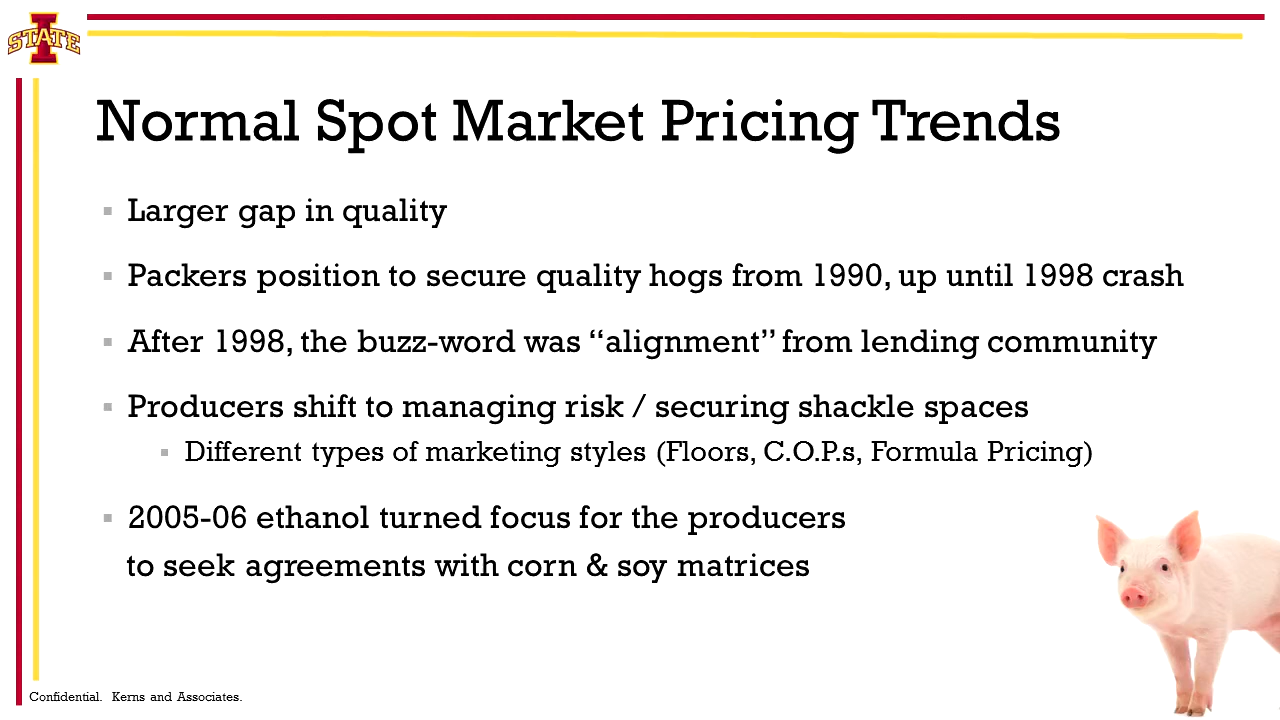 STATE
Normal Spot Market Pricing Trends
Larger gap in quality
Packers position to secure quality hogs from 1990, up until 1998 crash
After 1998, the buzz-word was “alignment” from lending community
Producers shift to managing risk / securing shackle spaces
Different types of marketing styles (Floors, C.O.P.s, Formula Pricing)
2005-06 ethanol turned focus for the producers
to seek agreements with corn & soy matrices
Confidential. Kerns and Associates.